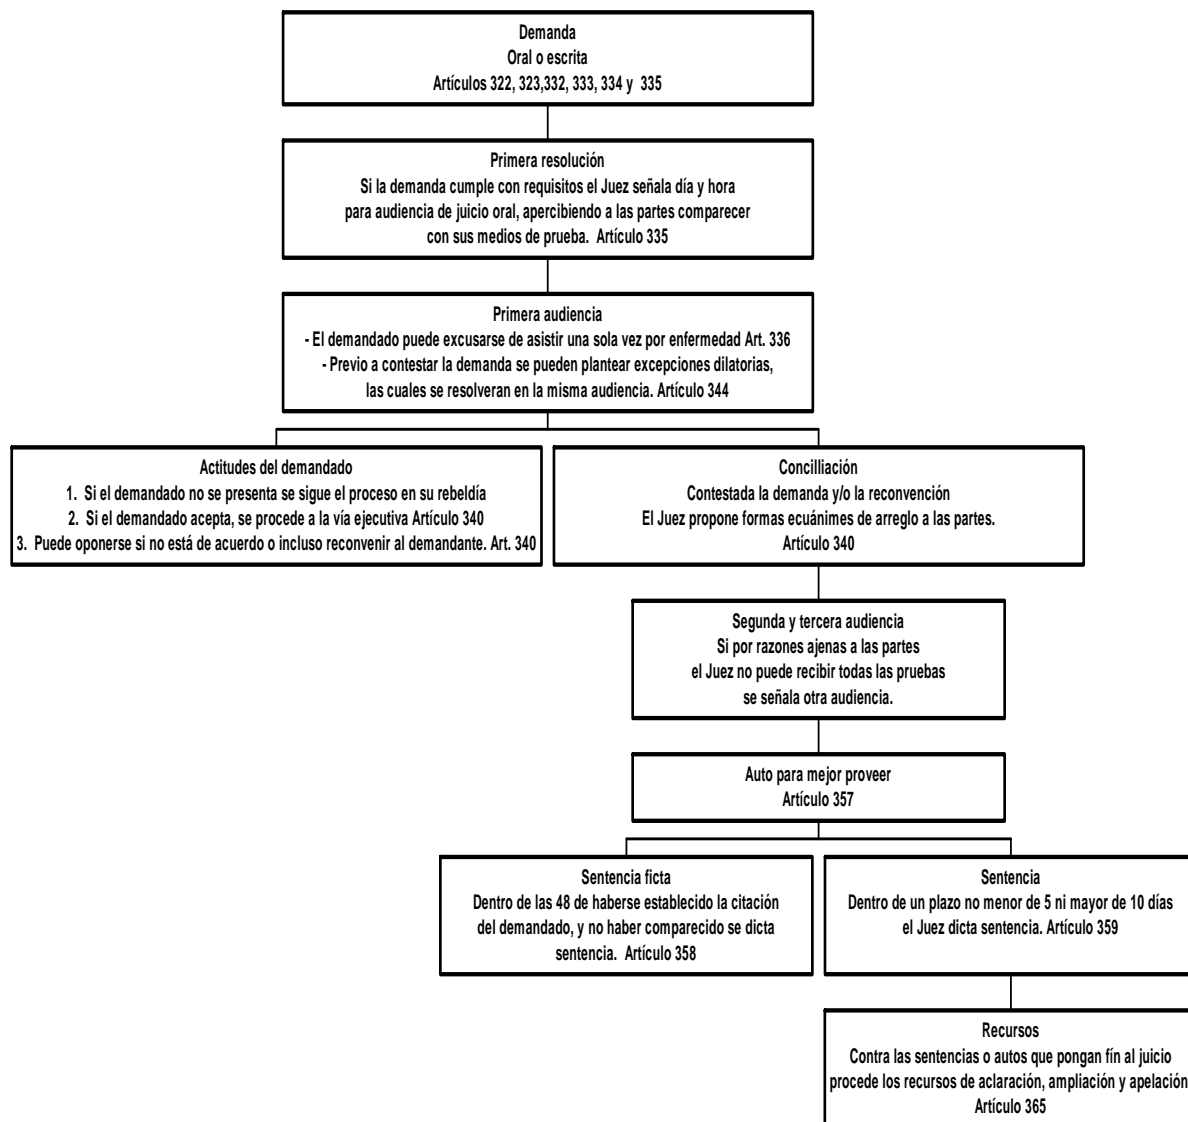 Demanda
Oral o escrita
Artículos 322, 323,332, 333, 334 y 335
Primera resolución
Si la demanda cumple con requisitos el Juez señala día y hora
para audiencia de juicio oral, apercibiendo a las partes comparecer
con sus medios de prueba. Artículo 335
Primera audiencia
- El demandado puede excusarse de asistir una sola vez por enfermedad Art. 336
- Previo a contestar la demanda se pueden plantear excepciones dilatorias,
las cuales se resolveran en la misma audiencia. Artículo 344
Actitudes del demandado
1. Si el demandado no se presenta se sigue el proceso en su rebeldía
2. Si el demandado acepta, se procede a la vía ejecutiva Artículo 340
3. Puede oponerse si no está de acuerdo o incluso reconvenir al demandante. Art. 340
Concilliación
Contestada la demanda y/o la reconvención
El Juez propone formas ecuánimes de arreglo a las partes.
Artículo 340
Segunda y tercera audiencia
Si por razones ajenas a las partes
el Juez no puede recibir todas las pruebas
se señala otra audiencia.
Auto para mejor proveer
Artículo 357
Sentencia ficta
Dentro de las 48 de haberse establecido la citación
del demandado, y no haber comparecido se dicta
sentencia. Artículo 358
Sentencia
Dentro de un plazo no menor de 5 ni mayor de 10 días
el Juez dicta sentencia. Artículo 359
Recursos
Contra las sentencias o autos que pongan fín al juicio
procede los recursos de aclaración, ampliación y apelación
Artículo 365